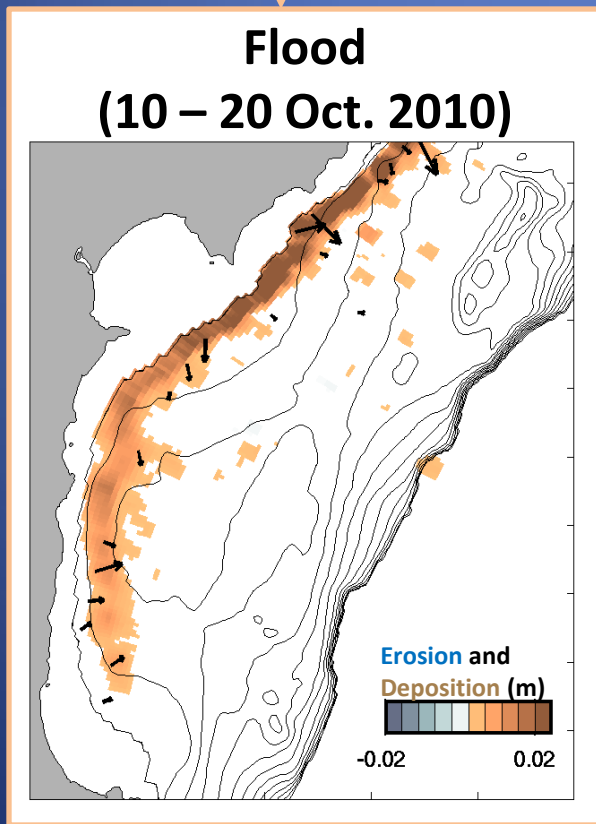 Flood
(10 – 20 Oct. 2010)
Erosion and
Deposition (m)
-0.02 0.02